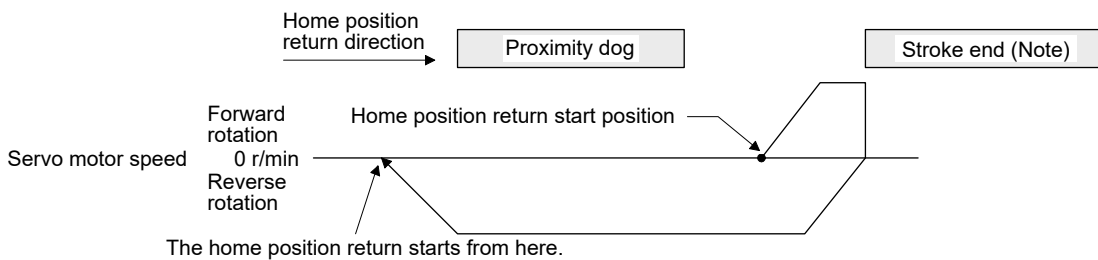 Home position
return direction
Proximity dog
Stroke end (Note)
Forward
rotation
Home position return start position
Servo motor speed
0 r/min
Reverse
rotation
The home position return starts from here.